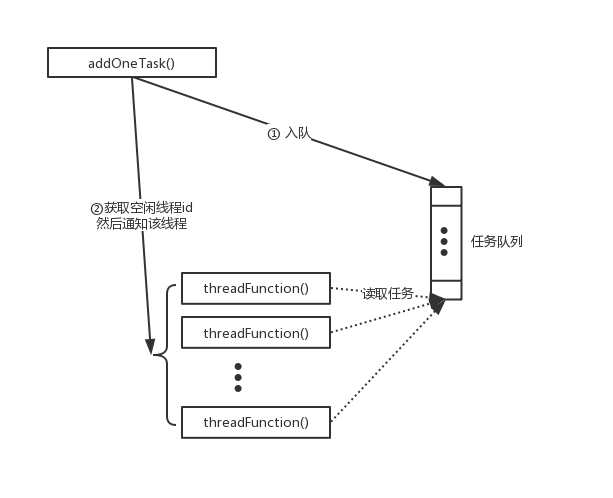 addOneTask()
① 入队
②获取空闲线程id
然后通知该线程
任务队列
threadFunction()
读取任务
threadFunction()
threadFunction()